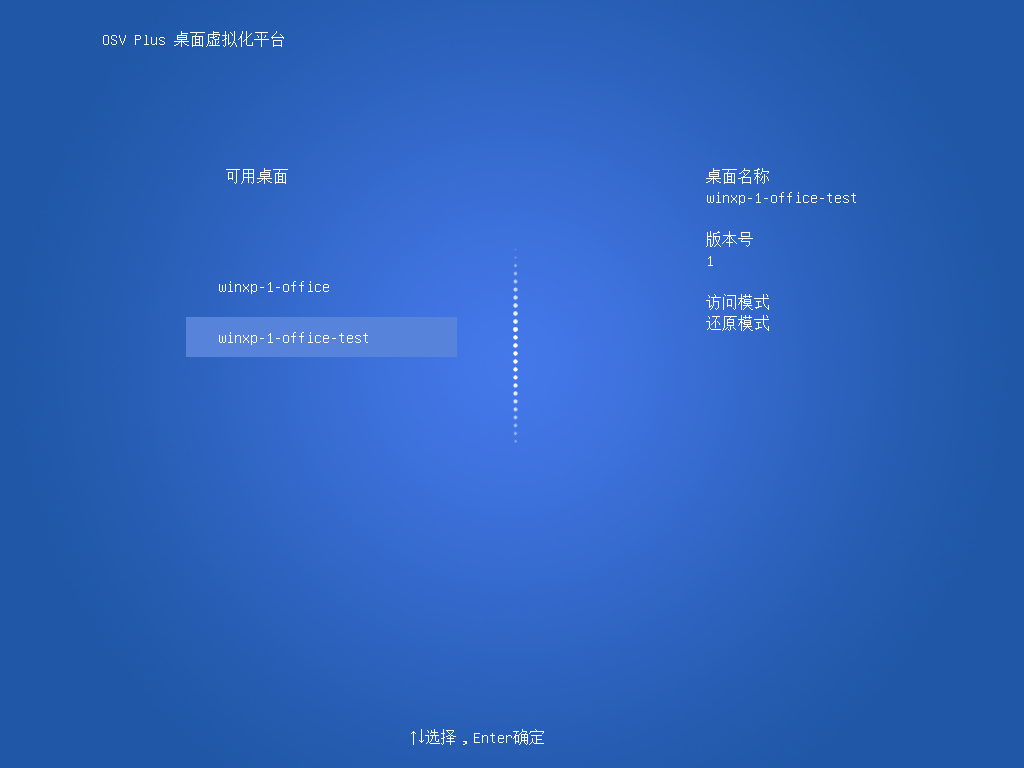 OSV Plus 桌面虚拟化平台
可用桌面
winxp-1-office
winxp-1-office-test
桌面名称
winxp-1-office-test
版本号
1
访问模式
还原模式
↑↓选择，Enter确定